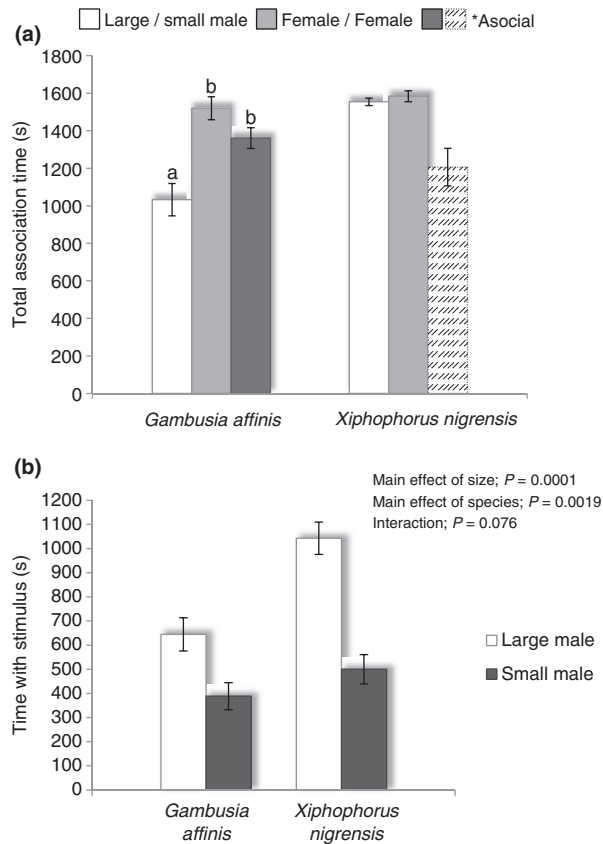 Large / small male Female / Female *Asocial
(a)
Total association time (s)
1800
1600
1400
1200
1000
800
600
400
200
0
a
b
b
Gambusia affinis
Xiphophorus nigrensis
(b)
Main effect of size; P = 0.0001
Main effect of species; P = 0.0019
Interaction; P = 0.076
Time with stimulus (s)
1200
1100
1000
900
800
700
600
500
400
300
200
100
0
Large male
Small male
Gambusia
affinis
Xiphophorus
nigrensis